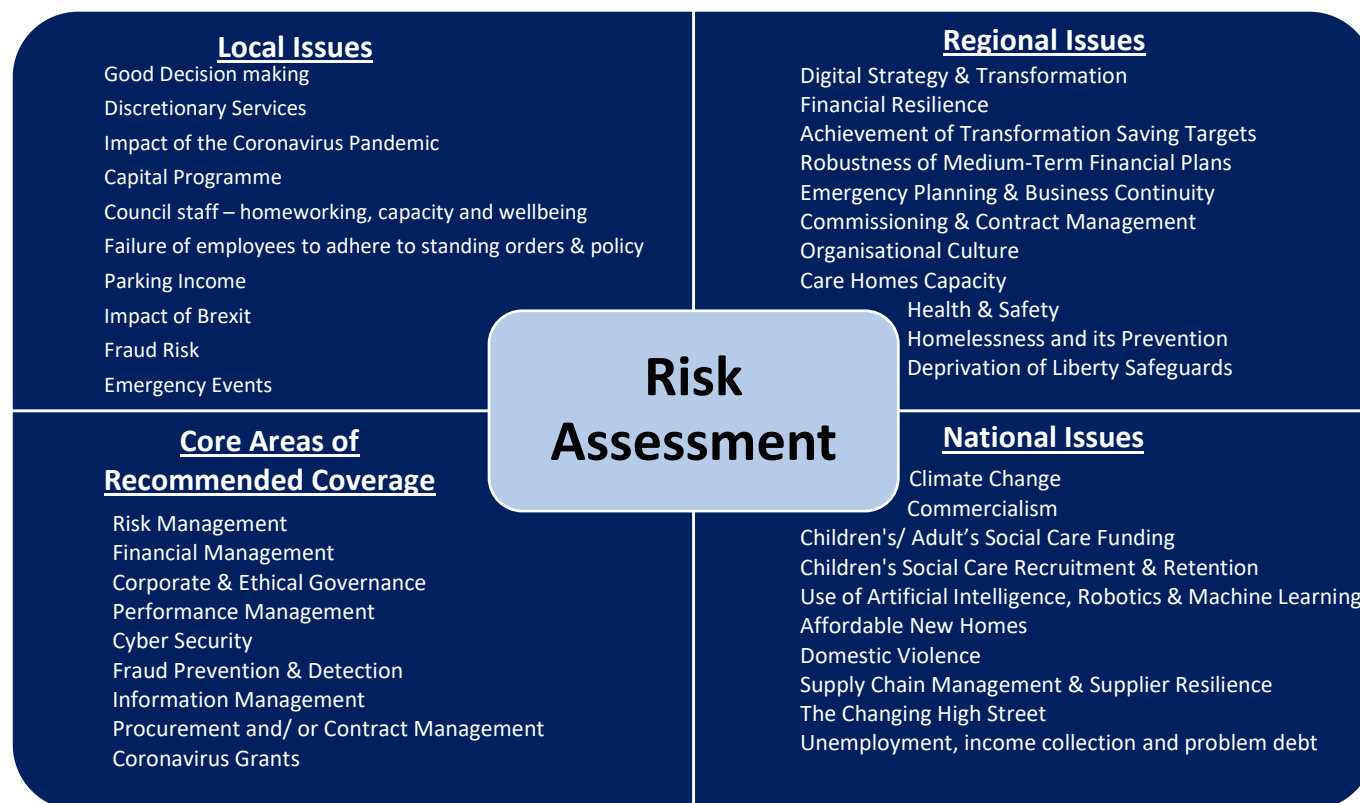 Local Issues
Good Decision making
Discretionary Services
Impact of the Coronavirus Pandemic
Capital Programme
Council staff – homeworking, capacity and wellbeing
Failure of employees to adhere to standing orders & policy
Parking Income
Impact of Brexit
Fraud Risk
Emergency Events
Regional Issues
Digital Strategy & Transformation
Financial Resilience
Achievement of Transformation Saving Targets
Robustness of Medium-Term Financial Plans
Emergency Planning & Business Continuity
Commissioning & Contract Management
Organisational Culture
Care Homes Capacity
Health & Safety
Homelessness and its Prevention
Deprivation of Liberty Safeguards
Risk
Assessment
Core Areas of
Recommended Coverage
Risk Management
Financial Management
Corporate & Ethical Governance
Performance Management
Cyber Security
Fraud Prevention & Detection
Information Management
Procurement and/ or Contract Management
Coronavirus Grants
National Issues
Climate Change
Commercialism
Children's/ Adult’s Social Care Funding
Children's Social Care Recruitment & Retention
Use of Artificial Intelligence, Robotics & Machine Learning
Affordable New Homes
Domestic Violence
Supply Chain Management & Supplier Resilience
The Changing High Street
Unemployment, income collection and problem debt